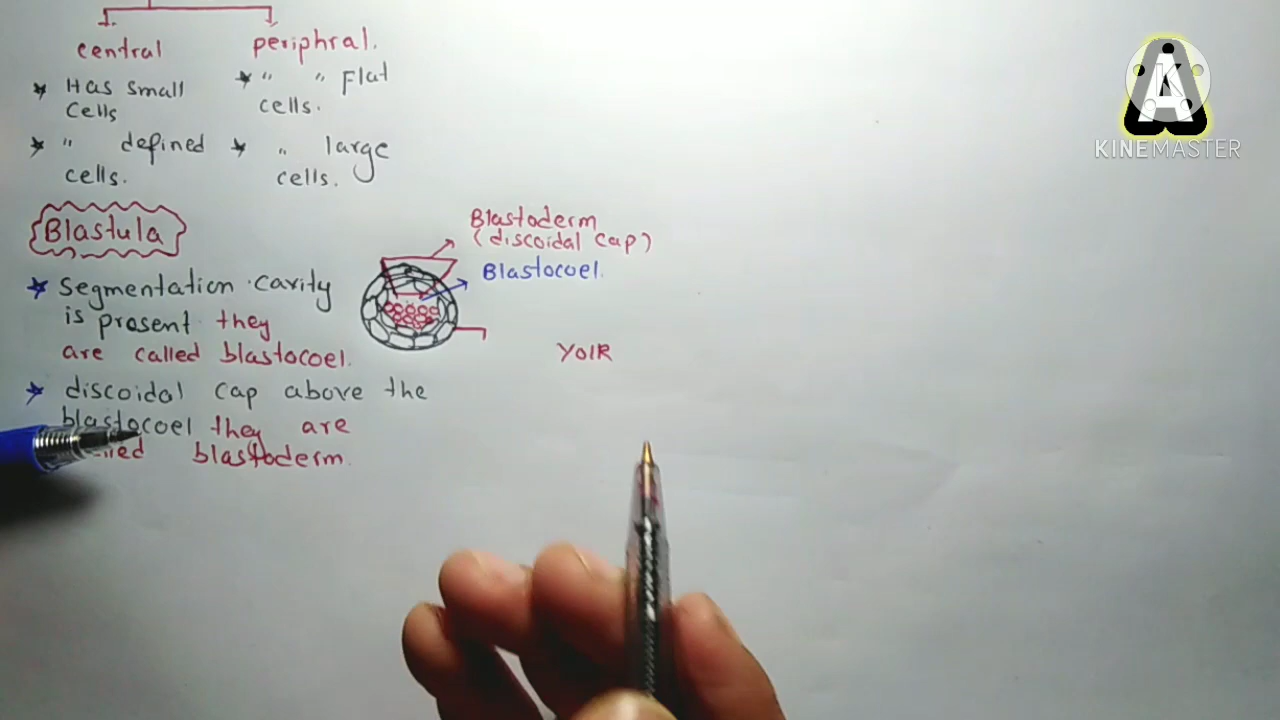 central
periphral.
* Has small
cells
* " " Flat
cells.
* " defined
cells.
* " large
cells.
Blastula
* Segmentation cavity
is present they
are called blastocoel.
* discoidal cap above the
blastocoel they are
blastoderm.
Blastoderm
(discoidal cap)
Blastocoel.
Yolk
A
K
KINEMASTER